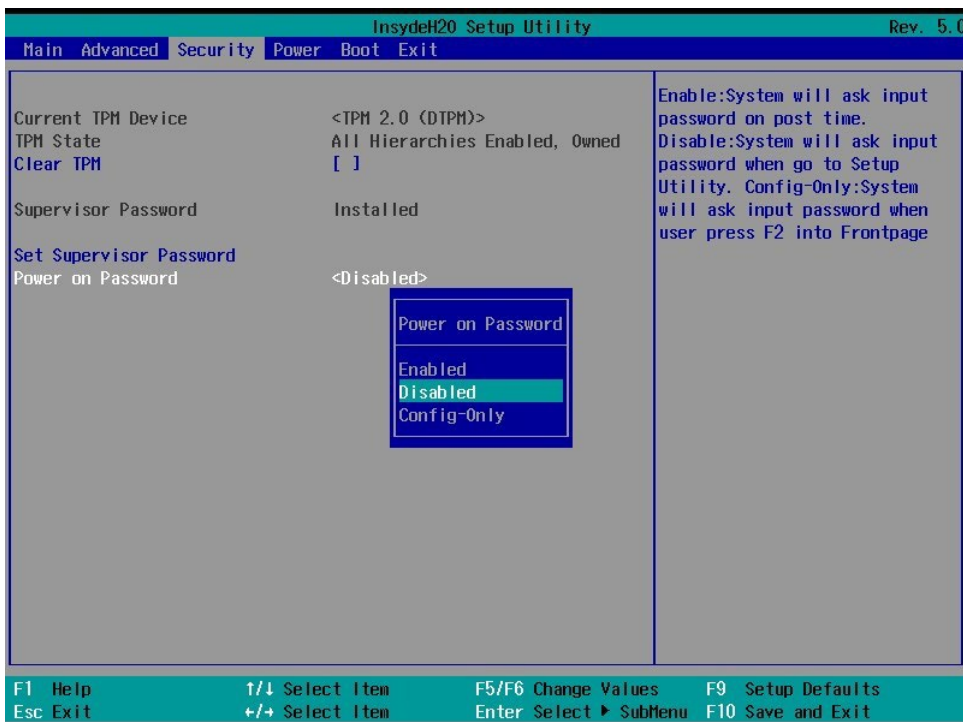 InsydeH20 Setup Utility Rev. 5.0
Main Advanced Security Power Boot Exit
Current TPM Device <TPM 2.0 (DTPM)>
TPM State All Hierarchies Enabled, Owned
Clear TPM [ ]
Supervisor Password Installed
Set Supervisor Password
Power on Password <Disabled>
Power on Password
Enabled
Disabled
Config-Only
Enable:System will ask input
password on post time.
Disable:System will ask input
password when go to Setup
Utility. Config-Only:System
will ask input password when
user press F2 into Frontpage
F1 Help ↑/↓ Select Item F5/F6 Change Values F9 Setup Defaults
Esc Exit ←/→ Select Item Enter Select ▶ SubMenu F10 Save and Exit